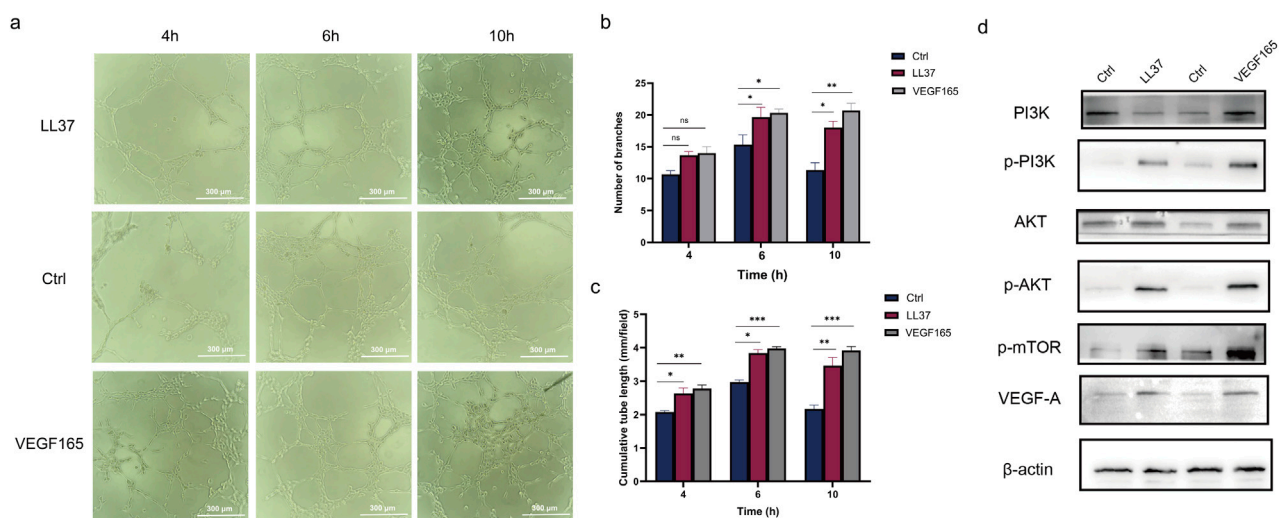 a
4h
6h
10h
LL37
300 μm
300 μm
300 μm
Ctrl
300 μm
300 μm
300 μm
VEGF165
300 μm
300 μm
300 μm
b
Number of branches
25
20
15
10
5
0
ns
ns
*
*
*
**
4
6
10
Time (h)
Ctrl
LL37
VEGF165
c
Cumulative tube length (mm/field)
5
4
3
2
1
0
*
**
*
***
**
***
4
6
10
Time (h)
Ctrl
LL37
VEGF165
d
Ctrl
LL37
Ctrl
VEGF165
PI3K
p-PI3K
AKT
p-AKT
p-mTOR
VEGF-A
β-actin